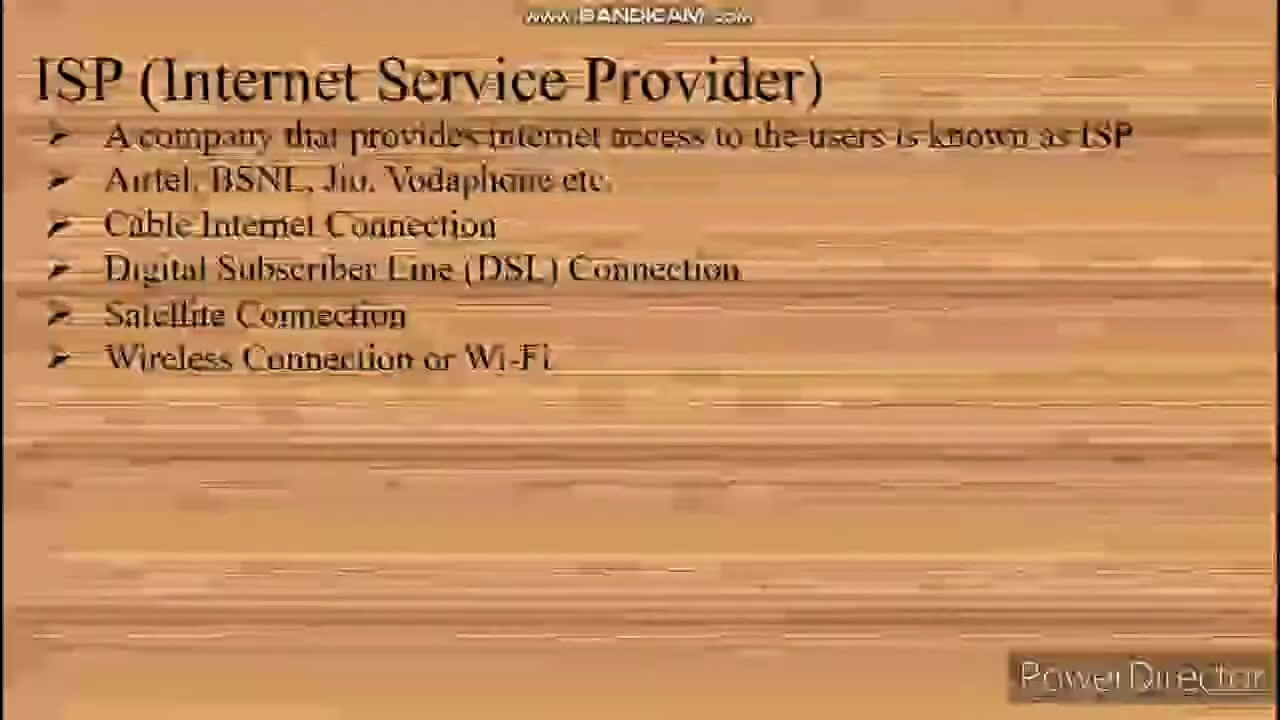 www.BANDICAM.com
ISP (Internet Service Provider)
➢ A company that provides internet access to the users is known as ISP
➢ Airtel, BSNL, Jio, Vodaphone etc.
➢ Cable Internet Connection
➢ Digital Subscriber Line (DSL) Connection
➢ Satellite Connection
➢ Wireless Connection or Wi-Fi
PowerDirector